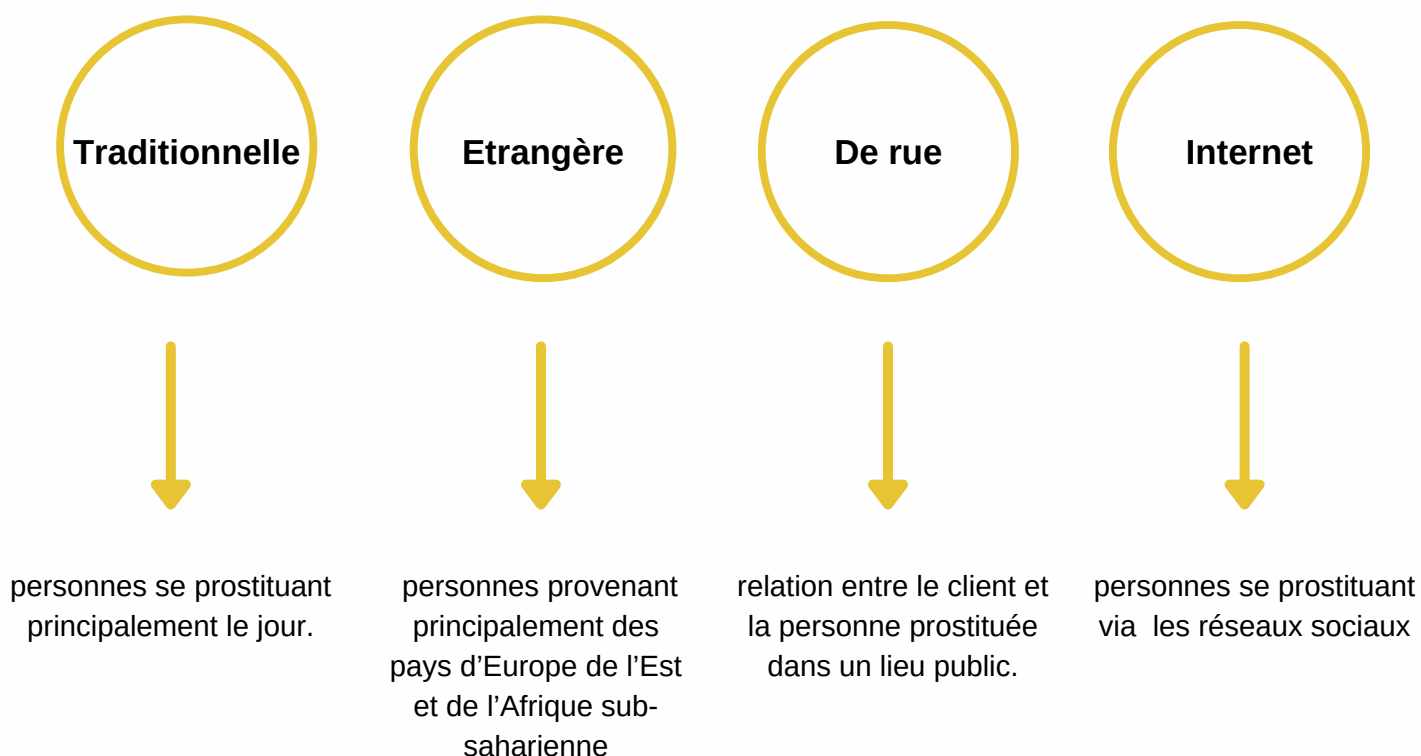 Traditionnelle
Etrangère
De rue
Internet
personnes se prostituant
principalement le jour.
personnes provenant
principalement des
pays d’Europe de l’Est
et de l’Afrique sub-
saharienne
relation entre le client et
la personne prostituée
dans un lieu public.
personnes se prostituant
via  les réseaux sociaux